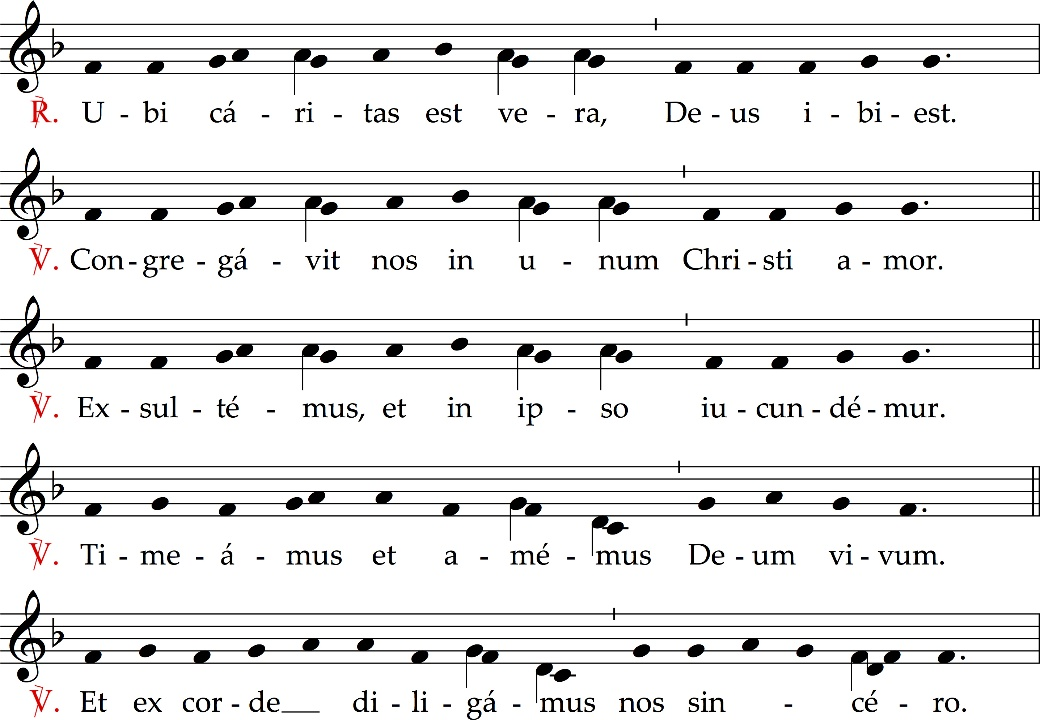 ℟. U - bi cá - ri - tas est ve - ra, De - us i - bi - est.
℣. Con - gre - gá - vit nos in u - num Chri - sti a - mor.
℣. Ex - sul - té - mus, et in ip - so iu - cun - dé - mur.
℣. Ti - me - á - mus et a - mé - mus De - um vi - vum.
℣. Et ex cor - de___ di - li - gá - mus nos sin - cé - ro.